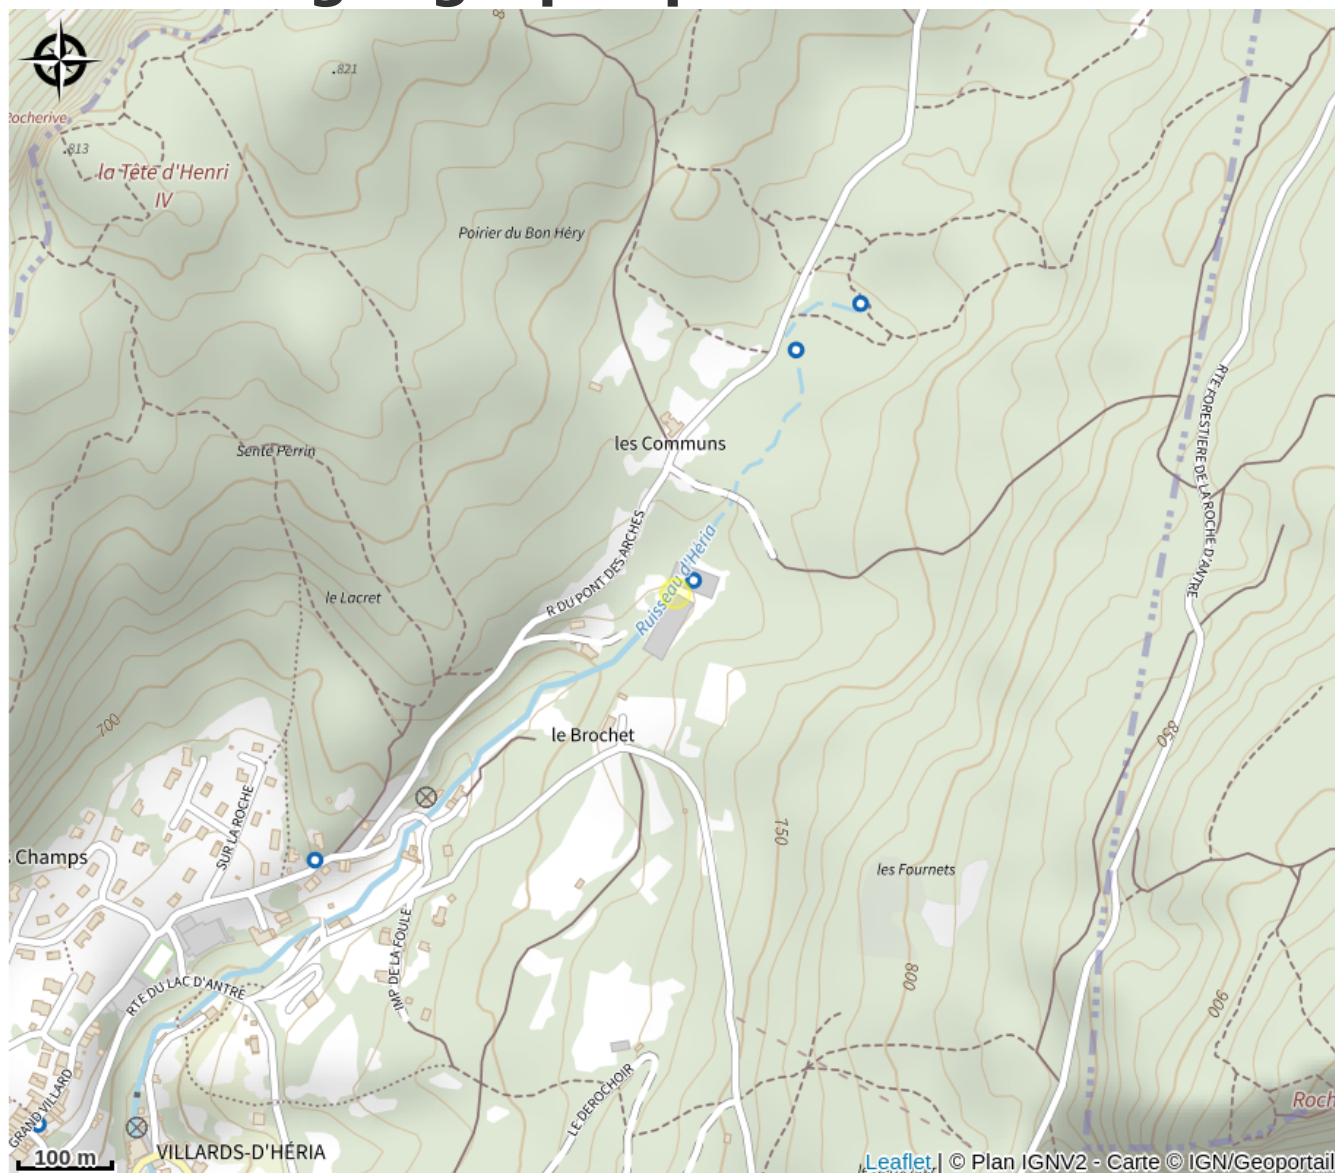 821
Rocherive
813
la Tête d'Henri
IV
Poirier du Bon Héry
RTE FORESTIERE DE LA ROCHE D'ANTRE
les Communs
Sente Perrin
R DU PONT DES ARCHES
Ruisseau d'Héria
le Lacret
700
le Brochet
850
SUR LA ROCHE
750
Champs
les Fournets
IMP DE LA FOULE
800
RTE DU LAC D'ANTRE
900
LE DEROCHOIR
GRAND VILLARD
Roch
VILLARDS-D'HÉRIA
100 m
Leaflet | © Plan IGNV2 - Carte © IGN/Geoportail